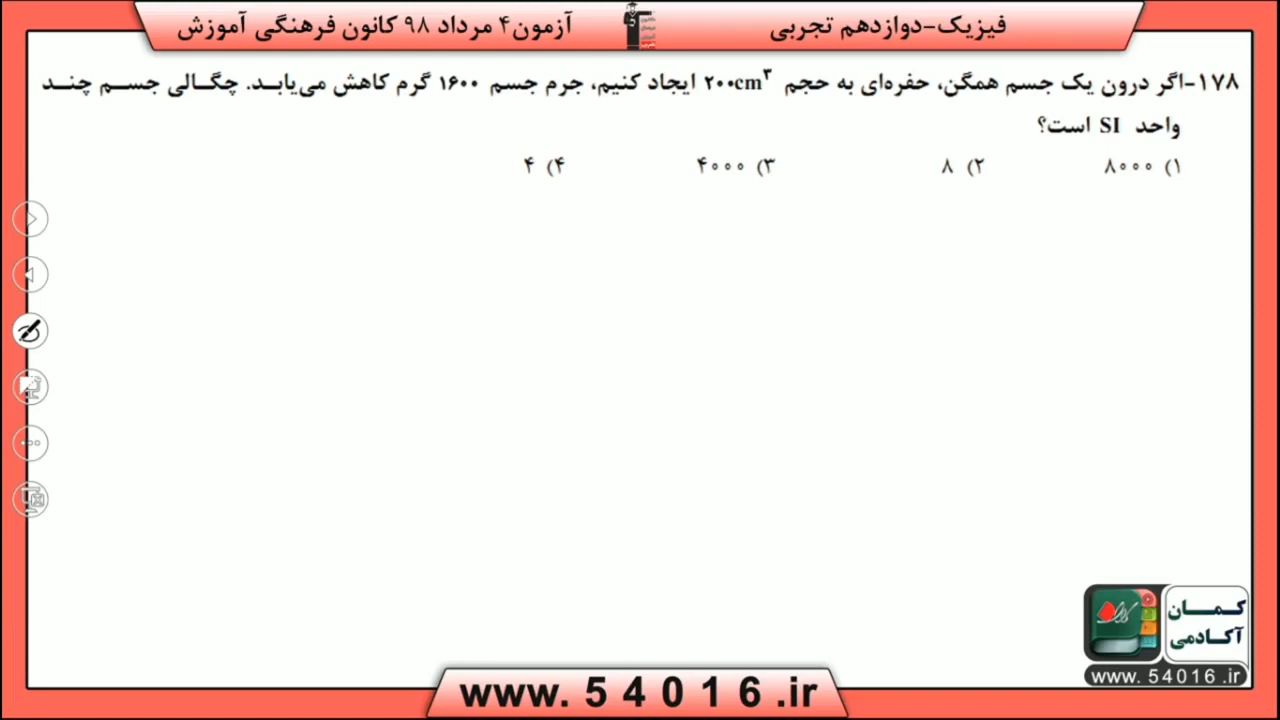 فیزیک-دوازدهم تجربی
آزمون۴ مرداد ۹۸ کانون فرهنگی آموزش
۱۷۸-اگر درون یک جسم همگن، حفره‌ای به حجم ۲۰۰cm³ ایجاد کنیم، جرم جسم ۱۶۰۰ گرم کاهش می‌یابد. چگالی جسم چند
واحد SI است؟
۱) ۸۰۰۰ ۲) ۸ ۳) ۴۰۰۰ ۴) ۴
کمان
آکادمی
www. 54016 .ir
www. 5 4 0 1 6 .ir